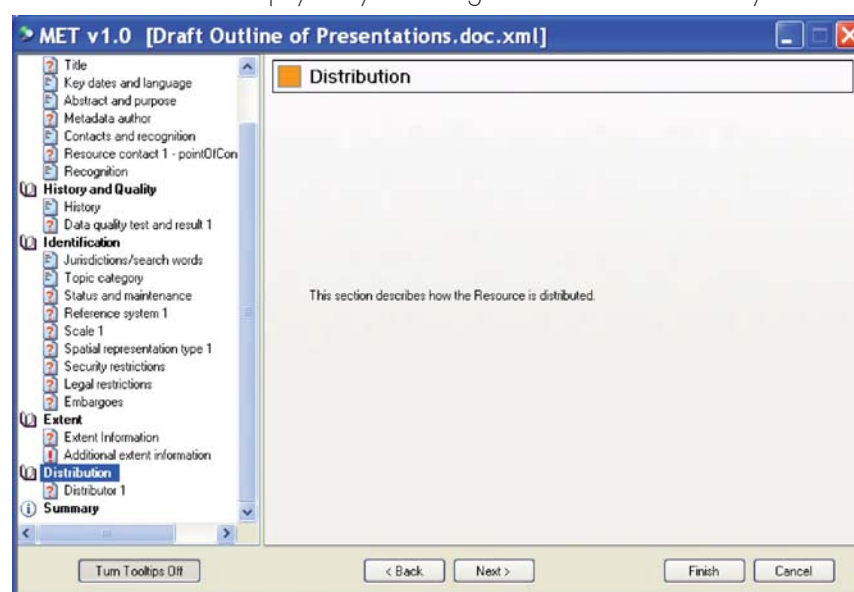 MET v1.0 [Draft Outline of Presentations.doc.xml]
Title
Key dates and language
Abstract and purpose
Metadata author
Contacts and recognition
Resource contact 1 - pointOfCon
Recognition
History and Quality
History
Data quality test and result 1
Identification
Jurisdictions/search words
Topic category
Status and maintenance
Reference system 1
Scale 1
Spatial representation type 1
Security restrictions
Legal restrictions
Embargoes
Extent
Extent Information
Additional extent information
Distribution
Distributor 1
Summary
Distribution
This section describes how the Resource is distributed.
Turn Tooltips Off
< Back
Next >
Finish
Cancel